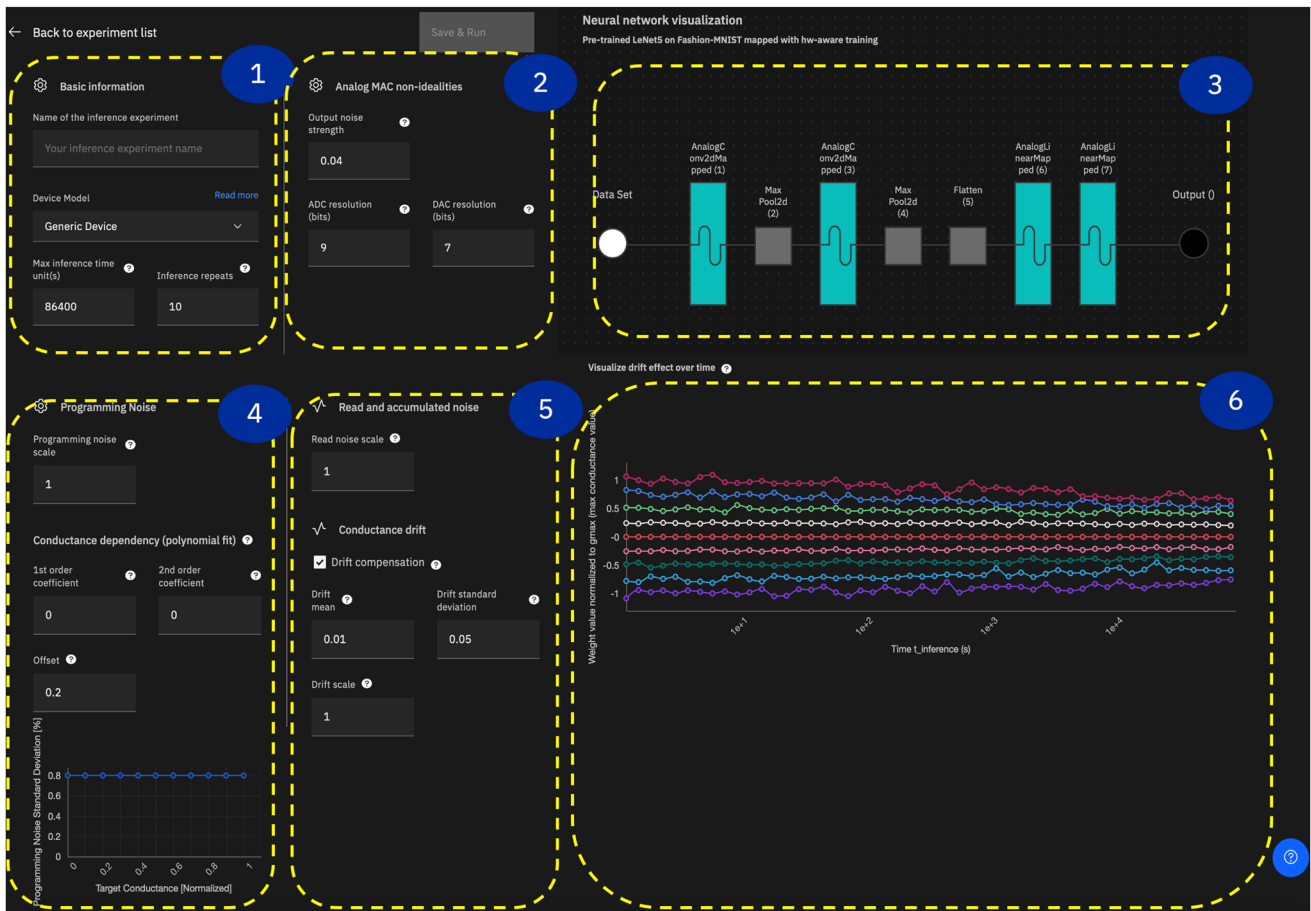 Back to experiment list
Save & Run
1
Basic information
Name of the inference experiment
Your inference experiment name
Device Model
Read more
Generic Device
Max inference time
unit(s)
Inference repeats
86400
10
2
Analog MAC non-idealities
Output noise
strength
0.04
ADC resolution
(bits)
DAC resolution
(bits)
9
7
Neural network visualization
Pre-trained LeNet5 on Fashion-MNIST mapped with hw-aware training
3
Data Set
AnalogC
onv2dMa
pped (1)
Max
Pool2d
(2)
AnalogC
onv2dMa
pped (3)
Max
Pool2d
(4)
Flatten
(5)
AnalogLi
nearMap
ped (6)
AnalogLi
nearMap
ped (7)
Output ()
4
Programming Noise
Programming noise
scale
1
Conductance dependency (polynomial fit)
1st order
coefficient
2nd order
coefficient
0
0
Offset
0.2
Programming Noise Standard Deviation [%]
0.8
0.6
0.4
0.2
0
0
0.2
0.4
0.6
0.8
1
Target Conductance [Normalized]
5
Read and accumulated noise
Read noise scale
1
Conductance drift
Drift compensation
Drift
mean
Drift standard
deviation
0.01
0.05
Drift scale
1
Visualize drift effect over time
6
Weight value normalized to gmax (max conductance value)
1
0.5
-0
-0.5
-1
1e+1
1e+2
1e+3
1e+4
Time t_inference (s)